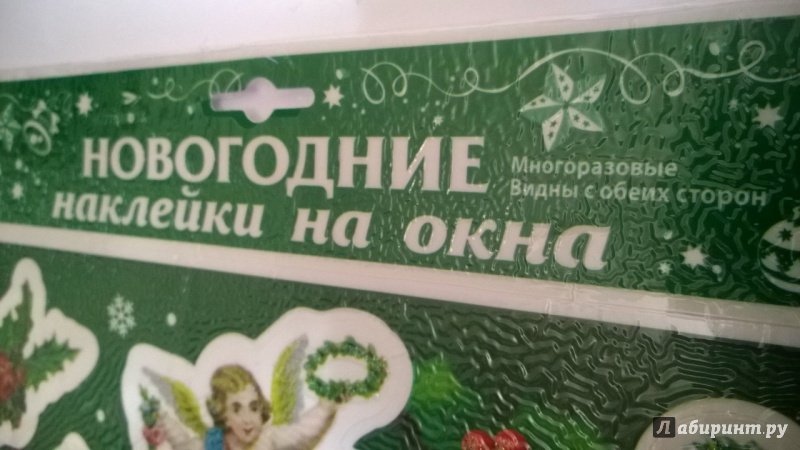 НОВОГОДНИЕ
наклейки на окна
Многоразовые
Видны с обеих сторон
Лабиринт.ру